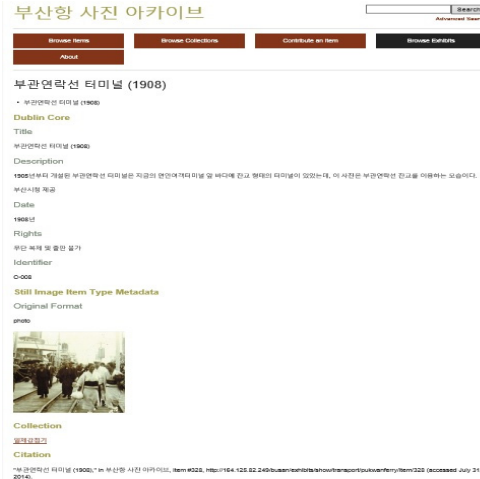 부산항 사진 아카이브
Search
Advanced Sear
Browse Items
Browse Collections
Contribute an Item
Browse Exhibits
About
부관연락선 터미널 (1908)
부관연락선 터미널 (1908)
Dublin Core
Title
부관연락선 터미널 (1908)
Description
1905년부터 개설된 부관연락선 터미널은 지금의 연안여객터미널 앞 바다에 잔교 형태의 터미널이 있었는데, 이 사진은 부관연락선 잔교을 이용하는 모습이다.
부산시청 제공
Date
1908년
Rights
무단 복제 및 출판 불가
Identifier
C-008
Still Image Item Type Metadata
Original Format
photo
Collection
일제강점기
Citation
"부관연락선 터미널 (1908)," in 부산항 사진 아카이브, Item #328, http://164.125.82.249/busan/exhibits/show/transport/pukwanferry/item/328 (accessed July 31
2014).